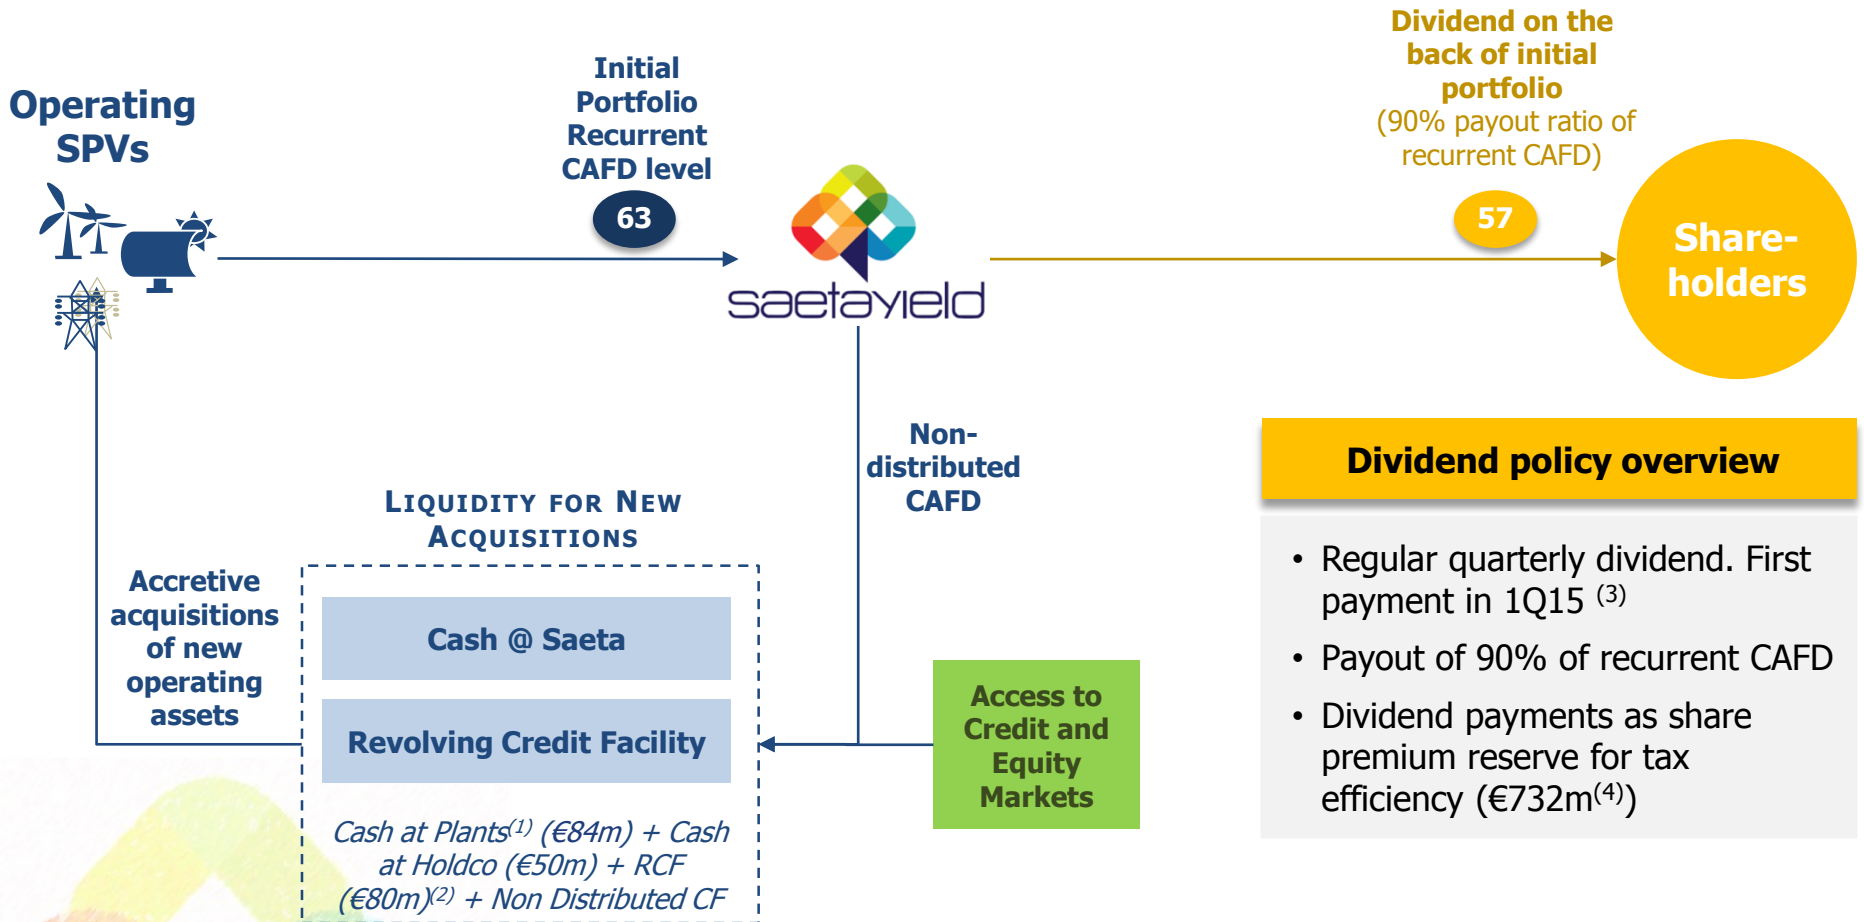 Operating
SPVs
Initial
Portfolio
Recurrent
CAFD level
63
saetayield
Dividend on the
back of initial
portfolio
(90% payout ratio of
recurrent CAFD)
57
Share-
holders
Non-
distributed
CAFD
Accretive
acquisitions
of new
operating
assets
LIQUIDITY FOR NEW
ACQUISITIONS
Cash @ Saeta
Revolving Credit Facility
Cash at Plants(1) (€84m) + Cash
at Holdco (€50m) + RCF
(€80m)(2) + Non Distributed CF
Access to
Credit and
Equity
Markets
Dividend policy overview
• Regular quarterly dividend. First
payment in 1Q15 (3)
• Payout of 90% of recurrent CAFD
• Dividend payments as share
premium reserve for tax
efficiency (€732m(4))